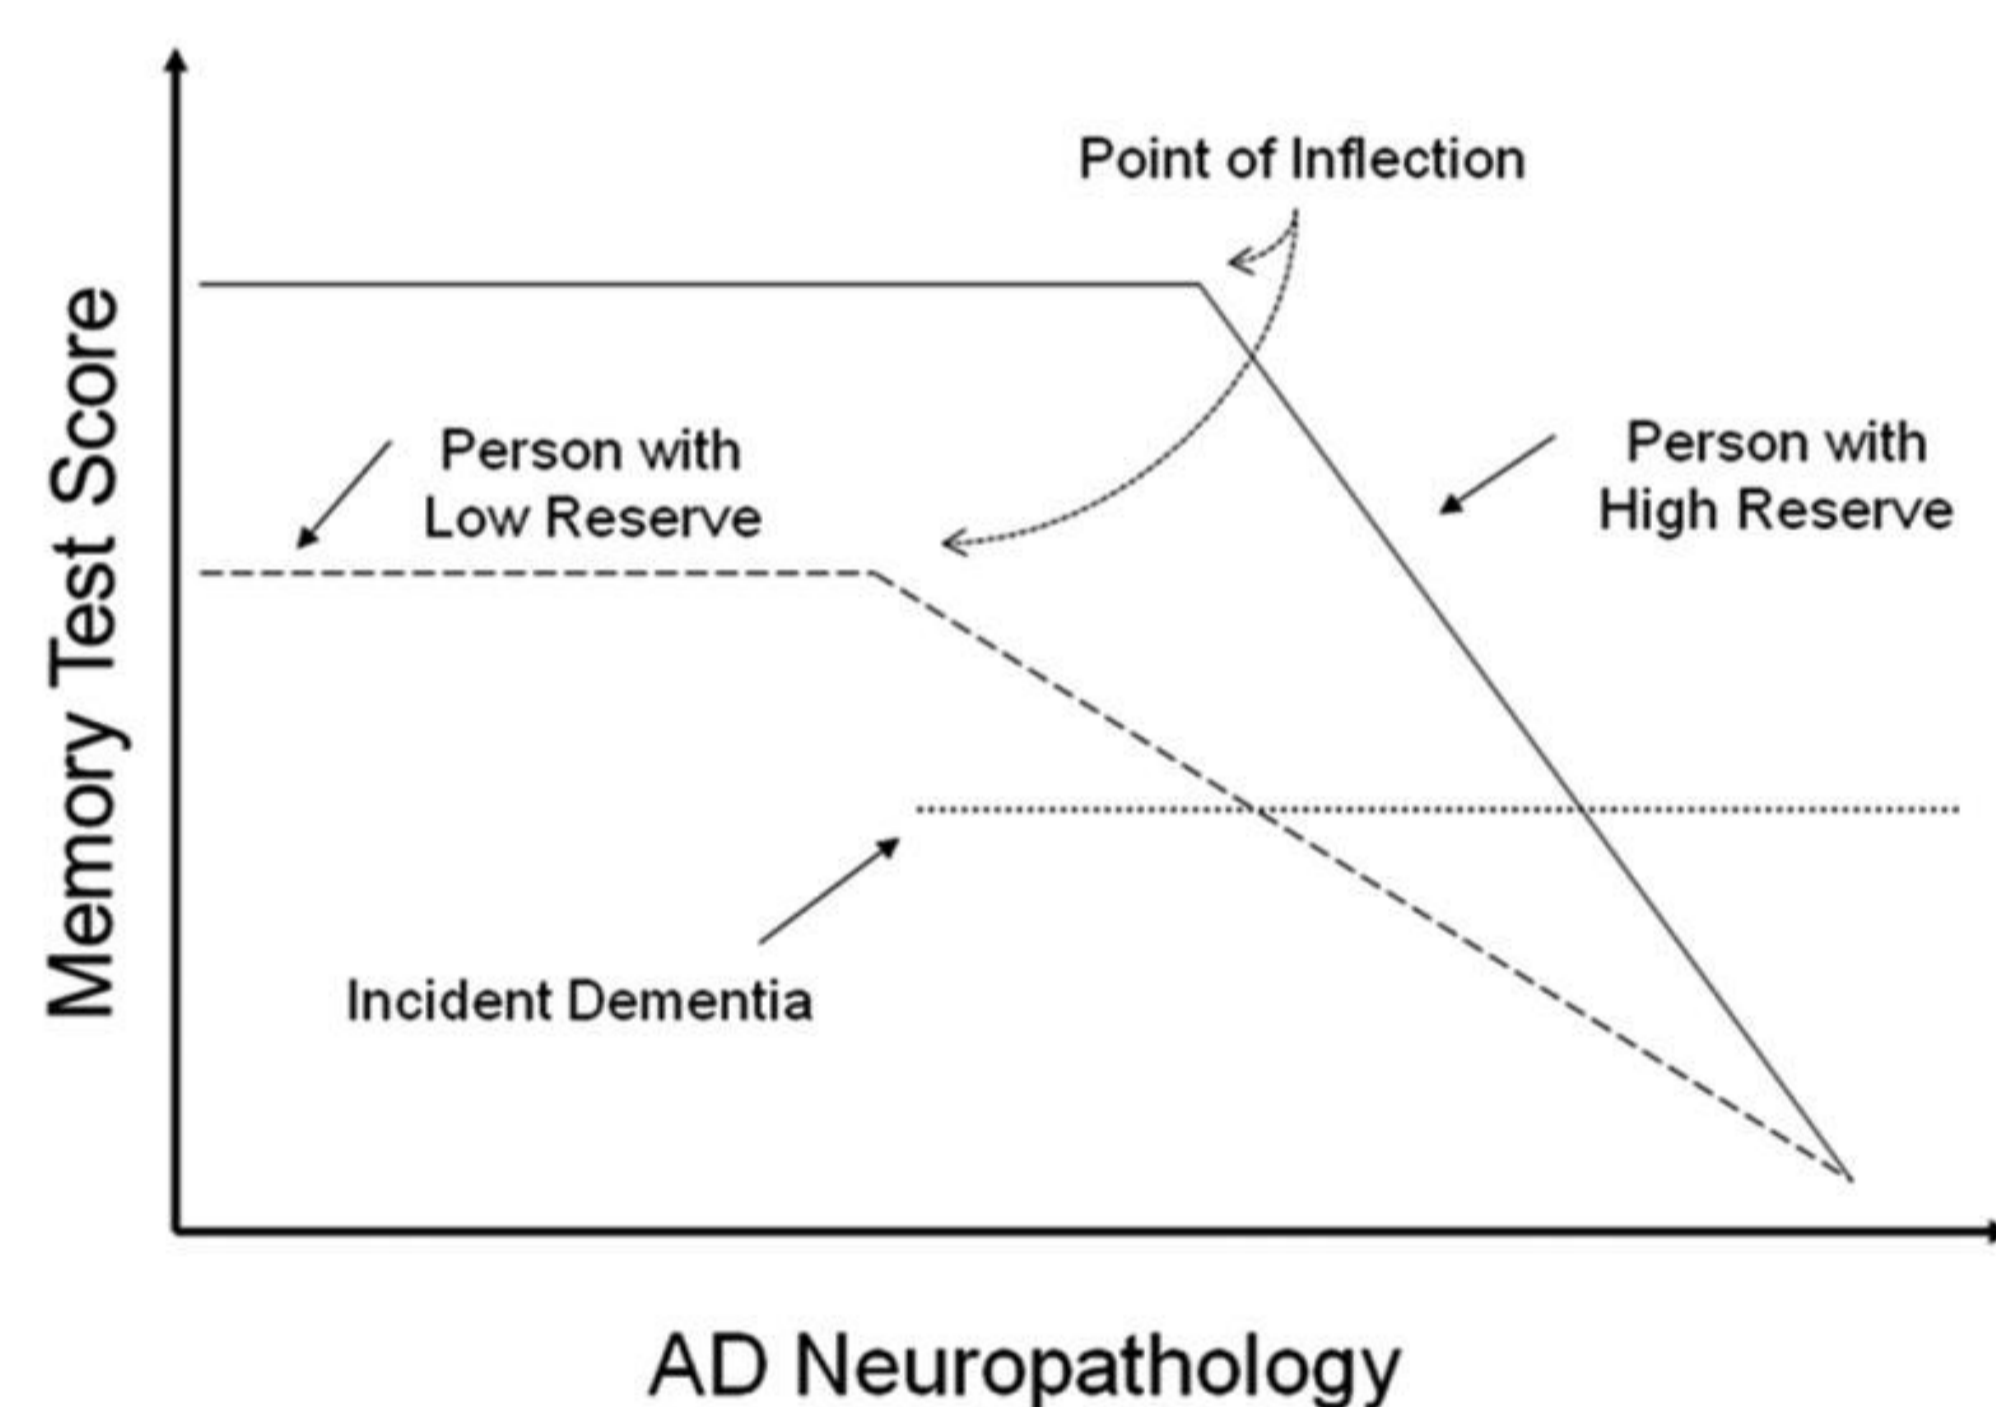 Point of Inflection
Person with
Low Reserve
Person with
High Reserve
Incident Dementia
Memory Test Score
AD Neuropathology